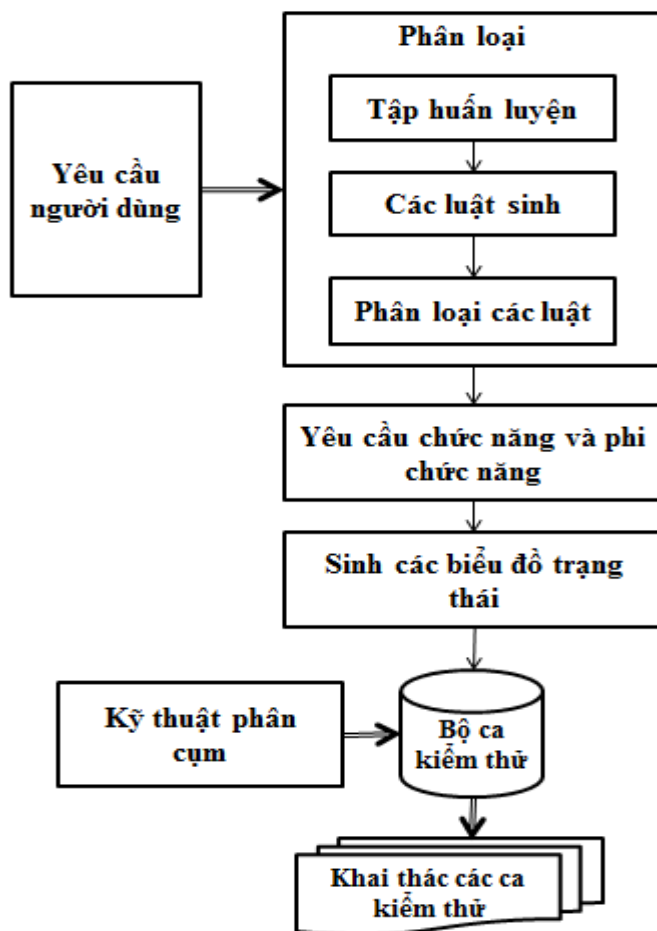 Phân loại
Tập huấn luyện
Yêu cầu
người dùng
Các luật sinh
Phân loại các luật
Yêu cầu chức năng và phi
chức năng
Sinh các biểu đồ trạng
thái
Kỹ thuật phân
cụm
Bộ ca
kiểm thử
Khai thác các ca
kiểm thử